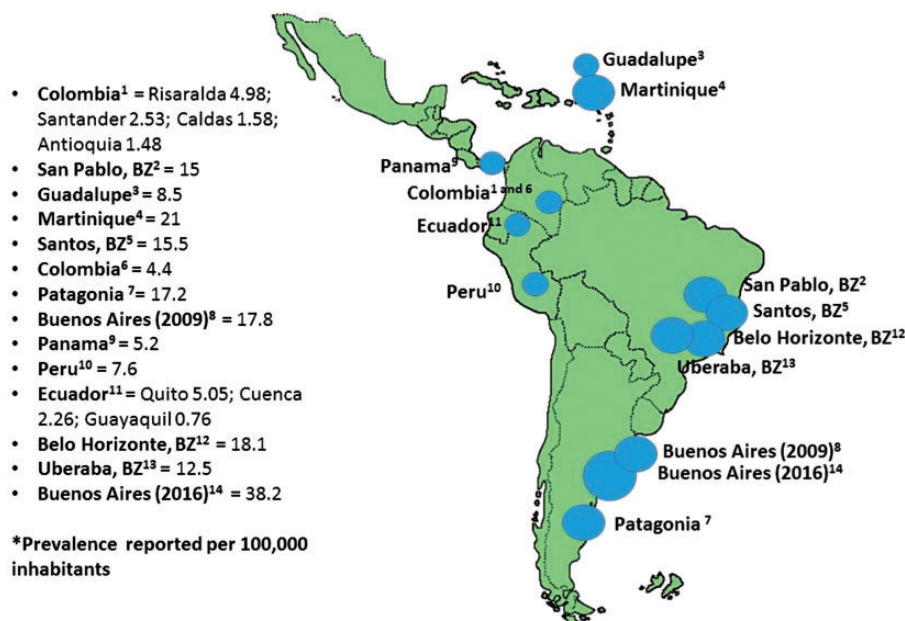 • Colombia¹ = Risaralda 4.98;
Santander 2.53; Caldas 1.58;
Antioquia 1.48
• San Pablo, BZ² = 15
• Guadalupe³ = 8.5
• Martinique⁴ = 21
• Santos, BZ⁵ = 15.5
• Colombia⁶ = 4.4
• Patagonia ⁷= 17.2
• Buenos Aires (2009)⁸ = 17.8
• Panama⁹ = 5.2
• Peru¹⁰ = 7.6
• Ecuador¹¹ = Quito 5.05; Cuenca
2.26; Guayaquil 0.76
• Belo Horizonte, BZ¹² = 18.1
• Uberaba, BZ¹³ = 12.5
• Buenos Aires (2016)¹⁴ = 38.2
*Prevalence reported per 100,000
inhabitants
Guadalupe³
Martinique⁴
Panama⁹
Colombia¹ ᵃⁿᵈ ⁶
Ecuador¹¹
Peru¹⁰
San Pablo, BZ²
Santos, BZ⁵
Belo Horizonte, BZ¹²
Uberaba, BZ¹³
Buenos Aires (2009)⁸
Buenos Aires (2016)¹⁴
Patagonia ⁷